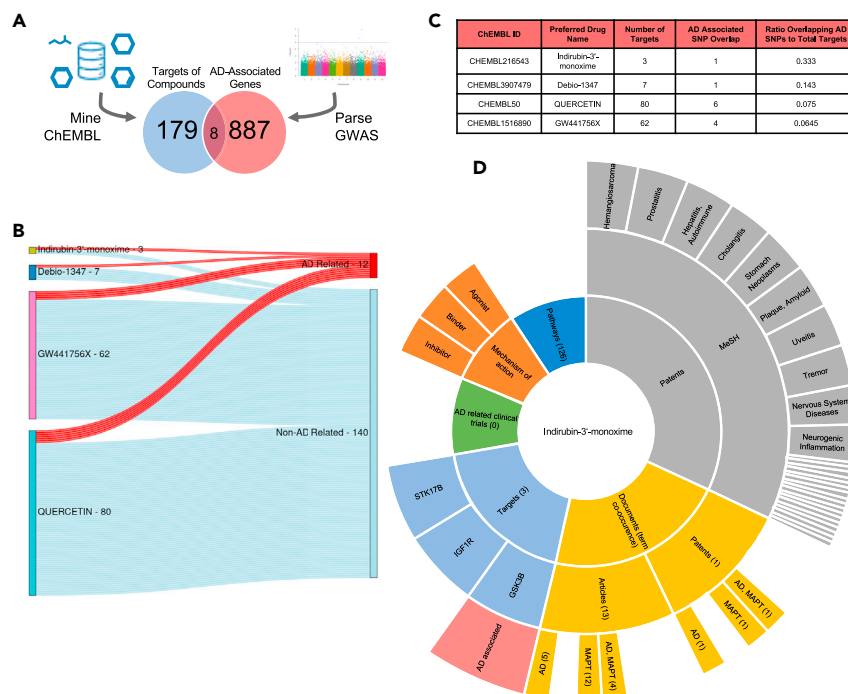 A
Mine
ChEMBL
Targets of
Compounds
AD-Associated
Genes
179
8
887
Parse
GWAS
B
Indirubin-3'-monoxime - 3
Debio-1347 - 7
GW441756X - 62
QUERCETIN - 80
AD Related - 12
Non-AD Related - 140
C
ChEMBL ID
Preferred Drug
Name
Number of
Targets
AD Associated
SNP Overlap
Ratio Overlapping AD
SNPs to Total Targets
CHEMBL216543
Indirubin-3'-
monoxime
3
1
0.333
CHEMBL3907479
Debio-1347
7
1
0.143
CHEMBL50
QUERCETIN
80
6
0.075
CHEMBL1516890
GW441756X
62
4
0.0645
D
Indirubin-3'-monoxime
Patents
MeSH
Hemangiosarcoma
Prostatitis
Hepatitis,
Autoimmune
Cholangitis
Stomach
Neoplasms
Plaque, Amyloid
Uveitis
Tremor
Nervous System
Diseases
Neurogenic
Inflammation
Documents (term
co-occurence)
Patents (1)
AD, MAPT (1)
MAPT (1)
AD (1)
Articles (13)
AD, MAPT (4)
MAPT (12)
AD (5)
Targets (3)
GSK3B
AD associated
IGF1R
STK17B
AD related clinical
trials (0)
Mechanism of
action
Inhibitor
Binder
Agonist
Pathways (126)